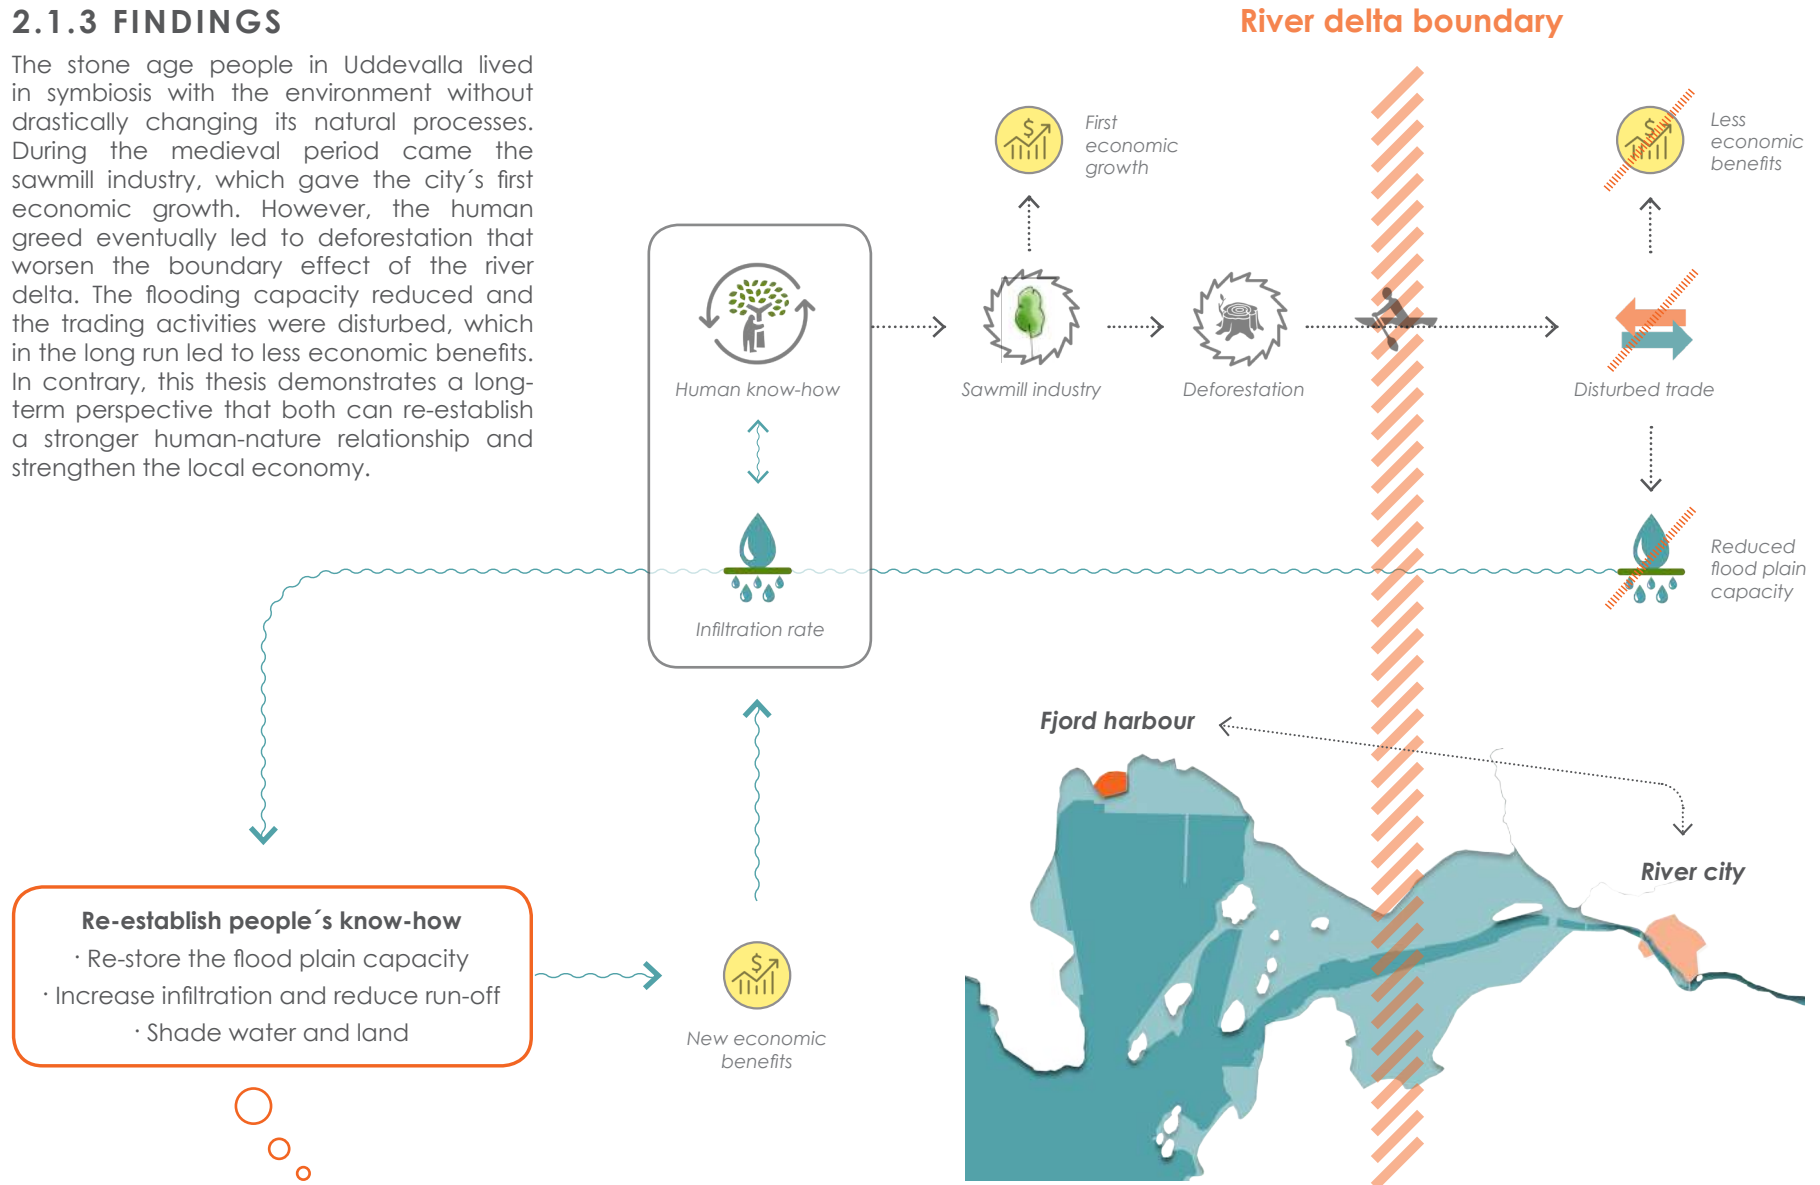 2.1.3 FINDINGS
The stone age people in Uddevalla lived
in symbiosis with the environment without
drastically changing its natural processes.
During the medieval period came the
sawmill industry, which gave the city´s first
economic growth. However, the human
greed eventually led to deforestation that
worsen the boundary effect of the river
delta. The flooding capacity reduced and
the trading activities were disturbed, which
in the long run led to less economic benefits.
In contrary, this thesis demonstrates a long-
term perspective that both can re-establish
a stronger human-nature relationship and
strengthen the local economy.
River delta boundary
First
economic
growth
Less
economic
benefits
Human know-how
Sawmill industry
Deforestation
Disturbed trade
Infiltration rate
Reduced
flood plain
capacity
Fjord harbour
River city
Re-establish people´s know-how
· Re-store the flood plain capacity
· Increase infiltration and reduce run-off
· Shade water and land
New economic
benefits